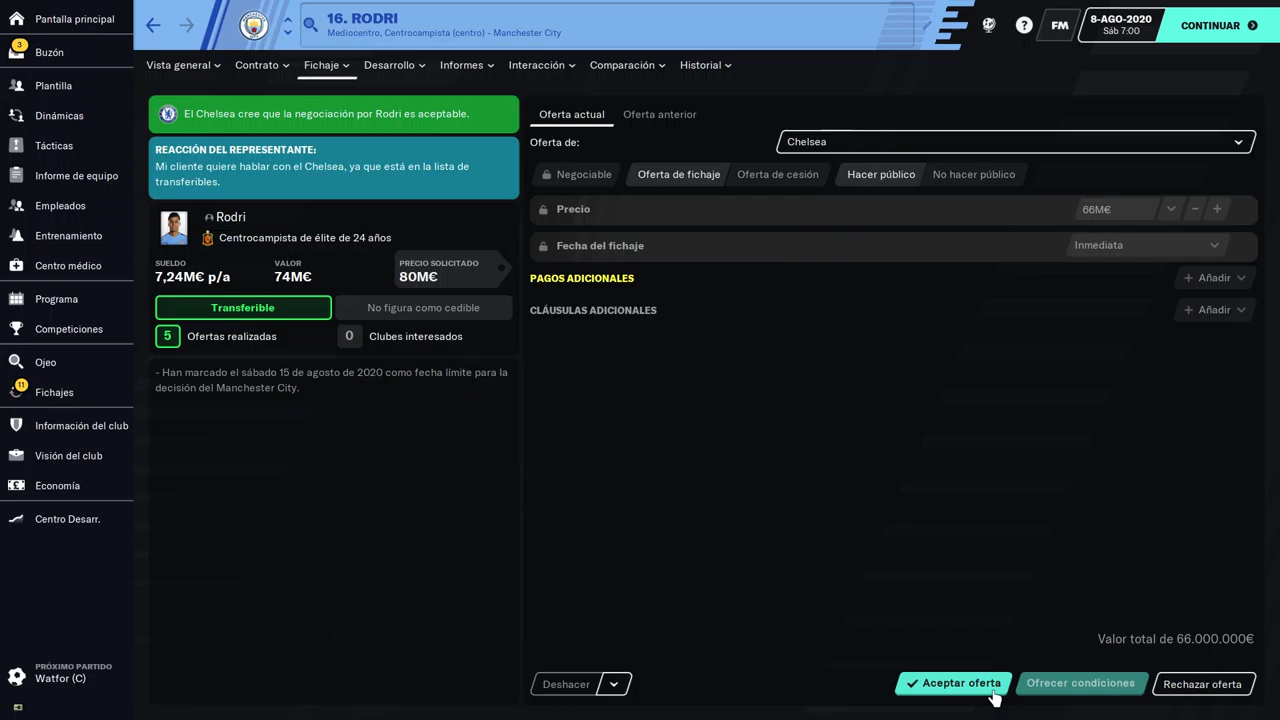 Pantalla principal
3
Buzón
Plantilla
Dinámicas
Tácticas
Informe de equipo
Empleados
Entrenamiento
Centro médico
Programa
Competiciones
Ojeo
11
Fichajes
Información del club
Visión del club
Economía
Centro Desarr.
PRÓXIMO PARTIDO
Watfor (C)
16. RODRI
Mediocentro, Centrocampista (centro) - Manchester City
?
FM
8-AGO-2020
Sáb 7:00
CONTINUAR
Vista general
Contrato
Fichaje
Desarrollo
Informes
Interacción
Comparación
Historial
El Chelsea cree que la negociación por Rodri es aceptable.
REACCIÓN DEL REPRESENTANTE:
Mi cliente quiere hablar con el Chelsea, ya que está en la lista de
transferibles.
Rodri
Centrocampista de élite de 24 años
SUELDO
7,24M€ p/a
VALOR
74M€
PRECIO SOLICITADO
80M€
Transferible
No figura como cedible
5 Ofertas realizadas
0 Clubes interesados
- Han marcado el sábado 15 de agosto de 2020 como fecha límite para la
decisión del Manchester City.
Oferta actual
Oferta anterior
Oferta de:
Chelsea
Negociable
Oferta de fichaje
Oferta de cesión
Hacer público
No hacer público
Precio
66M€
Fecha del fichaje
Inmediata
PAGOS ADICIONALES
+ Añadir
CLÁUSULAS ADICIONALES
+ Añadir
Valor total de 66.000.000€
Deshacer
Aceptar oferta
Ofrecer condiciones
Rechazar oferta